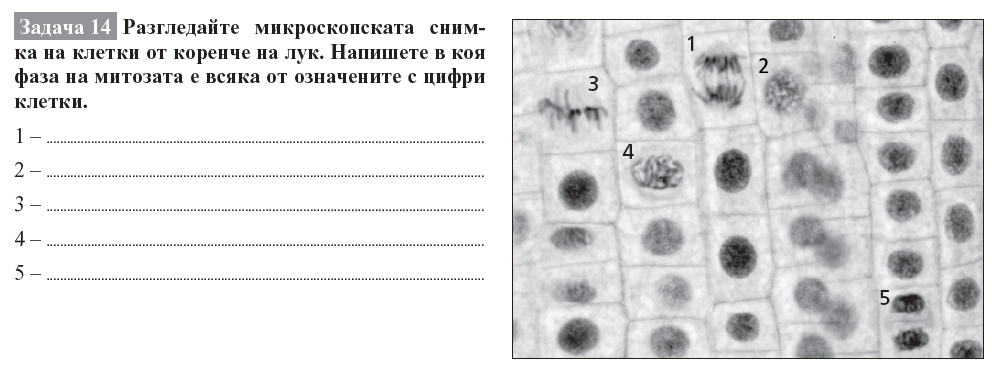 Задача 14 Разгледайте микроскопската сним-
ка на клетки от коренче на лук. Напишете в коя
фаза на митозата е всяка от означените с цифри
клетки.
1 – ................................................
2 – ................................................
3 – ................................................
4 – ................................................
5 – ................................................
1
2
3
4
5